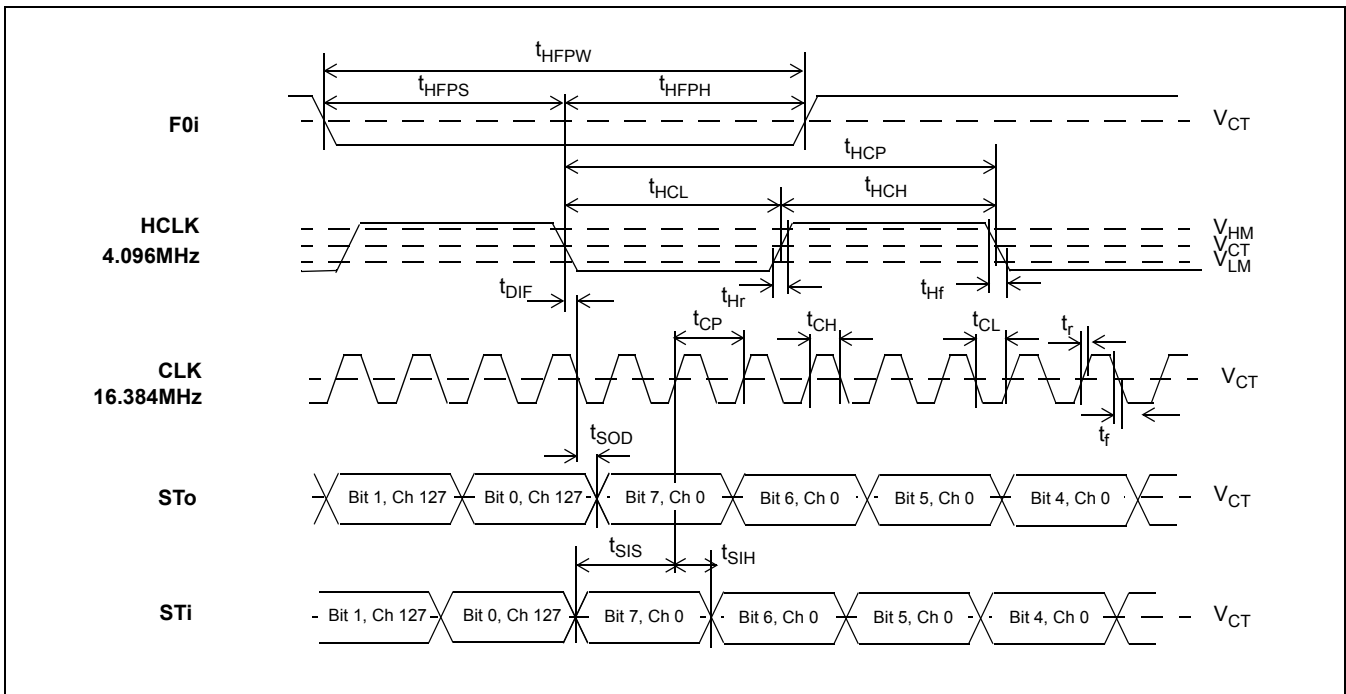 tHFPW
tHFPS
tHFPH
F0i
VCT
tHCP
tHCL
tHCH
HCLK
4.096MHz
VHM
VCT
VLM
tDIF
tHr
tHf
tCP
tCH
tCL
tr
CLK
16.384MHz
VCT
tf
tSOD
STo
Bit 1, Ch 127
Bit 0, Ch 127
Bit 7, Ch 0
Bit 6, Ch 0
Bit 5, Ch 0
Bit 4, Ch 0
VCT
tSIS
tSIH
STi
Bit 1, Ch 127
Bit 0, Ch 127
Bit 7, Ch 0
Bit 6, Ch 0
Bit 5, Ch 0
Bit 4, Ch 0
VCT